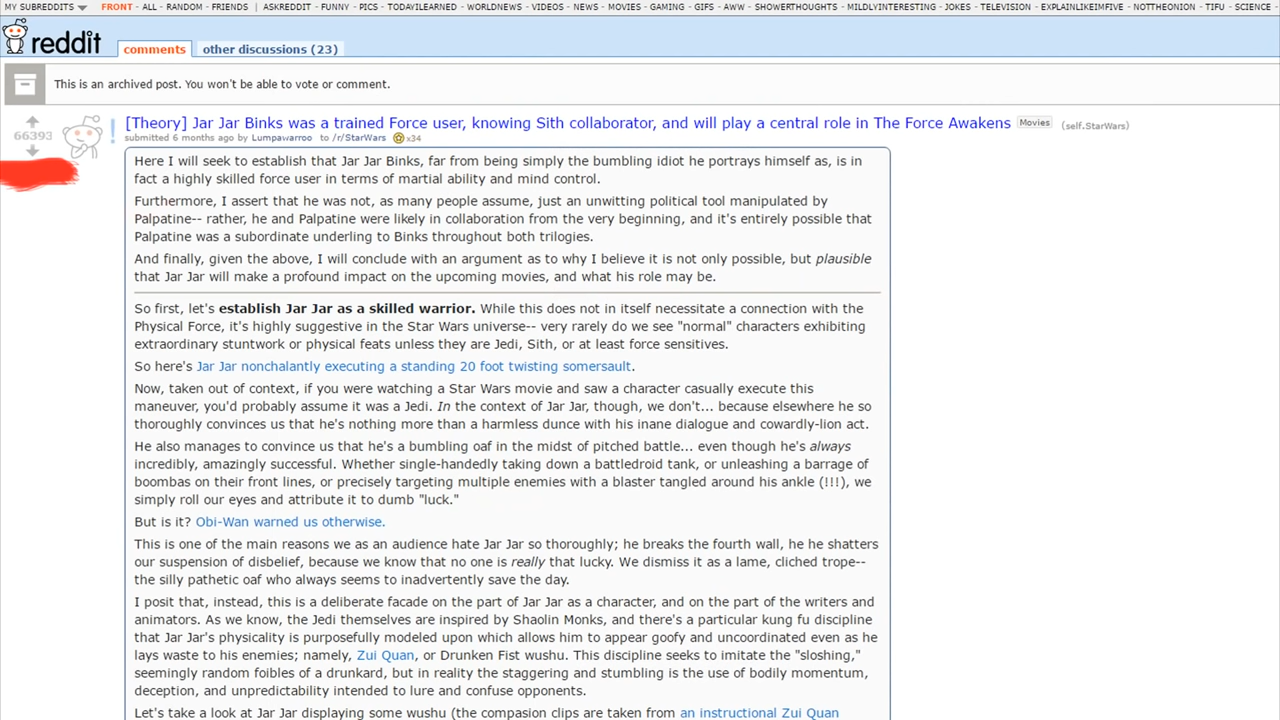 MY SUBREDDITS FRONT - ALL - RANDOM - FRIENDS | ASKREDDIT - FUNNY - PICS - TODAYILEARNED - WORLDNEWS - VIDEOS - NEWS - MOVIES - GAMING - GIFS - AWW - SHOWERTHOUGHTS - MILDLYINTERESTING - JOKES - TELEVISION - EXPLAINLIKEIMFIVE - NOTTHEONION - TIFU - SCIENCE -
reddit comments other discussions (23)
This is an archived post. You won't be able to vote or comment.
[Theory] Jar Jar Binks was a trained Force user, knowing Sith collaborator, and will play a central role in The Force Awakens Movies (self.StarWars)
66393
submitted 6 months ago by Lumpawarroo to /r/StarWars x34
Here I will seek to establish that Jar Jar Binks, far from being simply the bumbling idiot he portrays himself as, is in
fact a highly skilled force user in terms of martial ability and mind control.
Furthermore, I assert that he was not, as many people assume, just an unwitting political tool manipulated by
Palpatine-- rather, he and Palpatine were likely in collaboration from the very beginning, and it's entirely possible that
Palpatine was a subordinate underling to Binks throughout both trilogies.
And finally, given the above, I will conclude with an argument as to why I believe it is not only possible, but plausible
that Jar Jar will make a profound impact on the upcoming movies, and what his role may be.
So first, let's establish Jar Jar as a skilled warrior. While this does not in itself necessitate a connection with the
Physical Force, it's highly suggestive in the Star Wars universe-- very rarely do we see "normal" characters exhibiting
extraordinary stuntwork or physical feats unless they are Jedi, Sith, or at least force sensitives.
So here's Jar Jar nonchalantly executing a standing 20 foot twisting somersault.
Now, taken out of context, if you were watching a Star Wars movie and saw a character casually execute this
maneuver, you'd probably assume it was a Jedi. In the context of Jar Jar, though, we don't... because elsewhere he so
thoroughly convinces us that he's nothing more than a harmless dunce with his inane dialogue and cowardly-lion act.
He also manages to convince us that he's a bumbling oaf in the midst of pitched battle... even though he's always
incredibly, amazingly successful. Whether single-handedly taking down a battledroid tank, or unleashing a barrage of
boombas on their front lines, or precisely targeting multiple enemies with a blaster tangled around his ankle (!!!), we
simply roll our eyes and attribute it to dumb "luck."
But is it? Obi-Wan warned us otherwise.
This is one of the main reasons we as an audience hate Jar Jar so thoroughly; he breaks the fourth wall, he he shatters
our suspension of disbelief, because we know that no one is really that lucky. We dismiss it as a lame, cliched trope--
the silly pathetic oaf who always seems to inadvertently save the day.
I posit that, instead, this is a deliberate facade on the part of Jar Jar as a character, and on the part of the writers and
animators. As we know, the Jedi themselves are inspired by Shaolin Monks, and there's a particular kung fu discipline
that Jar Jar's physicality is purposefully modeled upon which allows him to appear goofy and uncoordinated even as he
lays waste to his enemies; namely, Zui Quan, or Drunken Fist wushu. This discipline seeks to imitate the "sloshing,"
seemingly random foibles of a drunkard, but in reality the staggering and stumbling is the use of bodily momentum,
deception, and unpredictability intended to lure and confuse opponents.
Let's take a look at Jar Jar displaying some wushu (the compasion clips are taken from an instructional Zui Quan